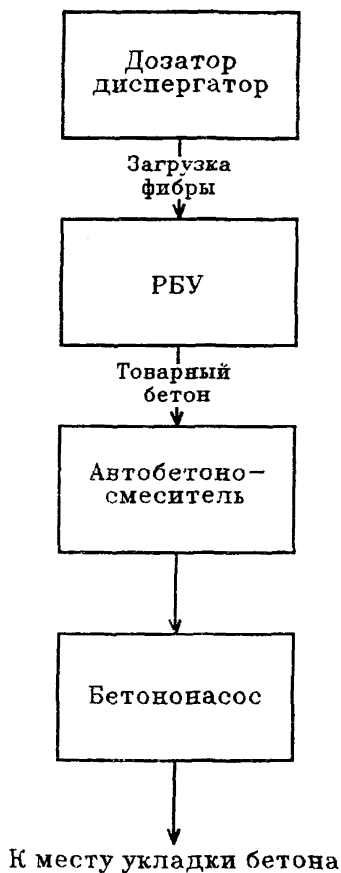 Дозатор
диспергатор
Загрузка
фибры
РБУ
Товарный
бетон
Автобетоно-
смеситель
Бетононасос
К месту укладки бетона